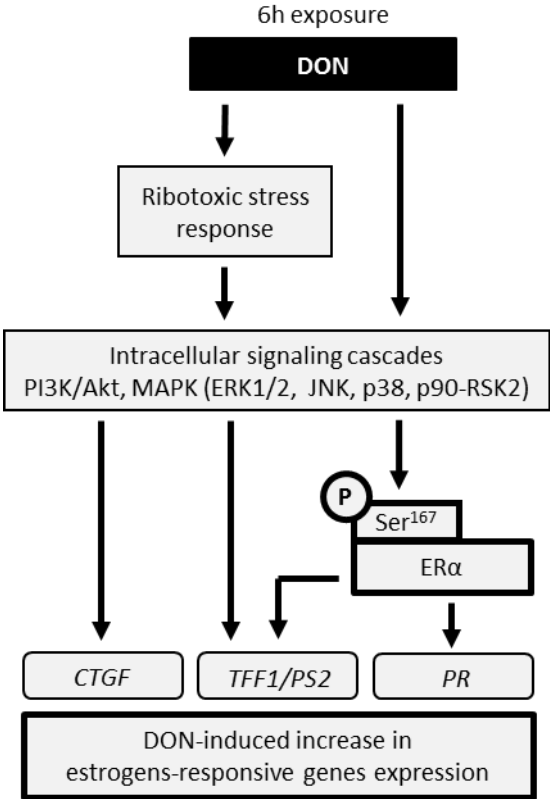 6h exposure
DON
Ribotoxic stress
response
Intracellular signaling cascades
PI3K/Akt, MAPK (ERK1/2, JNK, p38, p90-RSK2)
P
Ser¹⁶⁷
ERα
CTGF
TFF1/PS2
PR
DON-induced increase in
estrogens-responsive genes expression